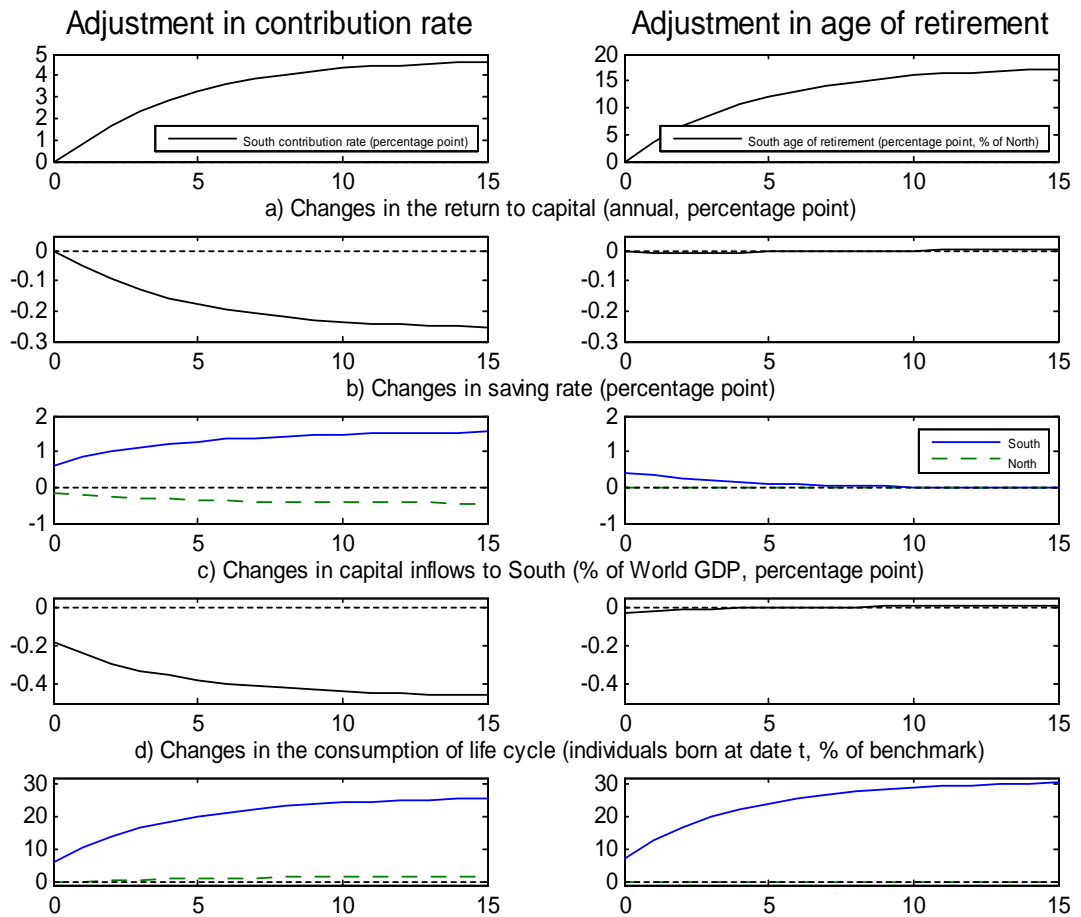 Adjustment in contribution rate
Adjustment in age of retirement
5
4
3
2
1
0
South contribution rate (percentage point)
0 5 10 15
20
15
10
5
0
South age of retirement (percentage point, % of North)
0 5 10 15
a) Changes in the return to capital (annual, percentage point)
0
-0.1
-0.2
-0.3
0 5 10 15
0
-0.1
-0.2
-0.3
0 5 10 15
b) Changes in saving rate (percentage point)
2
1
0
-1
0 5 10 15
2
1
0
-1
South
North
0 5 10 15
c) Changes in capital inflows to South (% of World GDP, percentage point)
0
-0.2
-0.4
0 5 10 15
0
-0.2
-0.4
0 5 10 15
d) Changes in the consumption of life cycle (individuals born at date t, % of benchmark)
30
20
10
0
0 5 10 15
30
20
10
0
0 5 10 15